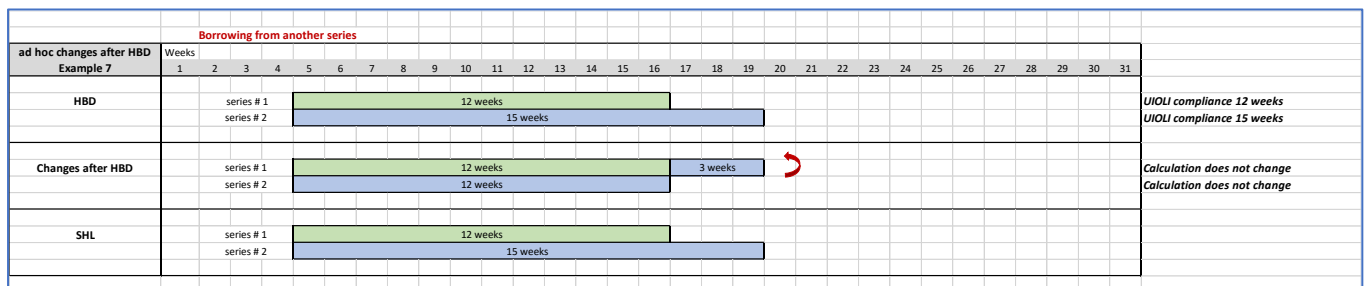 Borrowing from another series
ad hoc changes after HBD Weeks
Example 7 1 2 3 4 5 6 7 8 9 10 11 12 13 14 15 16 17 18 19 20 21 22 23 24 25 26 27 28 29 30 31
HBD series # 1 12 weeks UIOLI compliance 12 weeks
series # 2 15 weeks UIOLI compliance 15 weeks
Changes after HBD series # 1 12 weeks 3 weeks Calculation does not change
series # 2 12 weeks Calculation does not change
SHL series # 1 12 weeks
series # 2 15 weeks